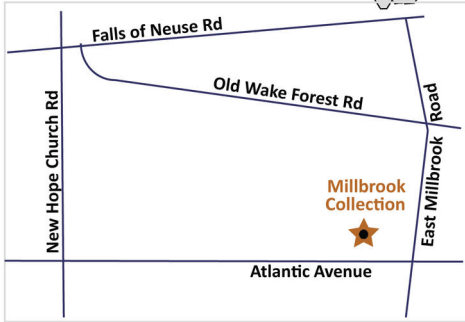 Falls of Neuse Rd
Old Wake Forest Rd
New Hope Church Rd
East Millbrook Road
Millbrook
Collection
Atlantic Avenue